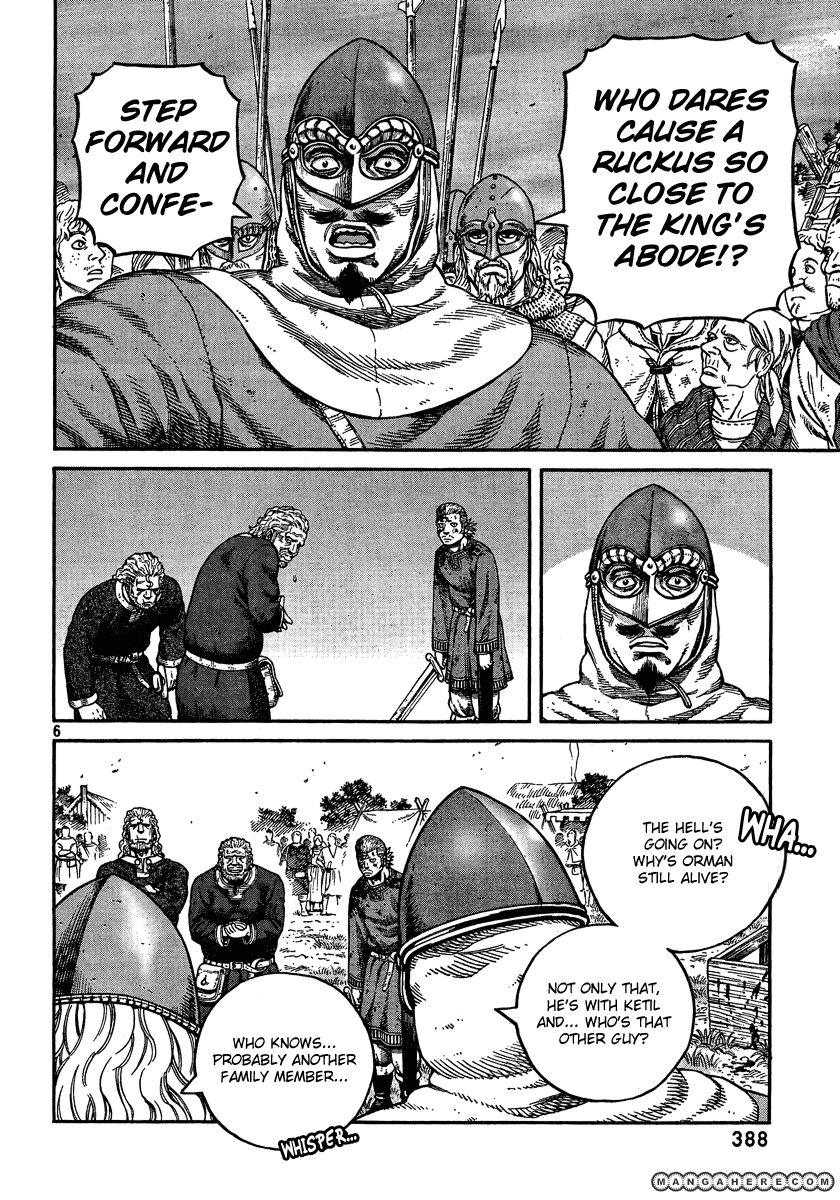 WHO DARES
CAUSE A
RUCKUS SO
CLOSE TO
THE KING'S
ABODE!?
STEP
FORWARD
AND
CONFE-
6
THE HELL'S
GOING ON?
WHY'S ORMAN
STILL ALIVE?
WHA...
NOT ONLY THAT,
HE'S WITH KETIL
AND... WHO'S THAT
OTHER GUY?
WHO KNOWS...
PROBABLY ANOTHER
FAMILY MEMBER...
WHISPER...
388
MANGAHERE.COM